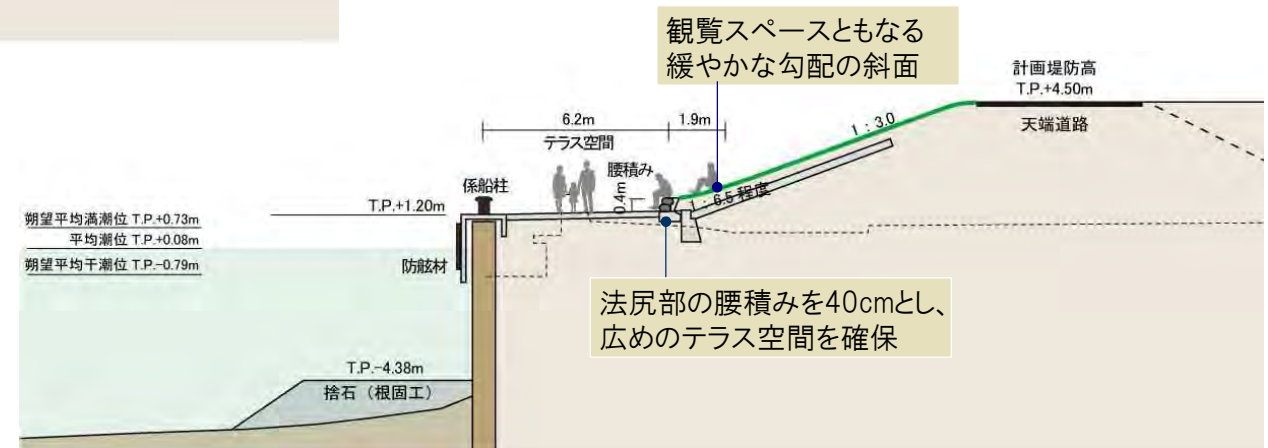 観覧スペースともなる
緩やかな勾配の斜面
計画堤防高
T.P.+4.50m
天端道路
6.2m
1.9m
テラス空間
1：3.0
腰積み
0.4m
1：6.5 程度
係船柱
T.P.+1.20m
朔望平均満潮位 T.P.+0.73m
平均潮位 T.P.+0.08m
朔望平均干潮位 T.P.-0.79m
防舷材
法尻部の腰積みを40cmとし、
広めのテラス空間を確保
T.P.-4.38m
捨石（根固工）